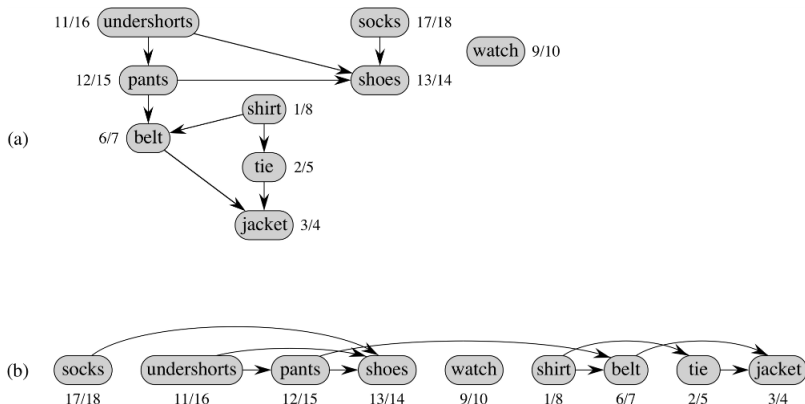 11/16 undershorts socks 17/18
watch 9/10
12/15 pants shoes 13/14
shirt 1/8
(a) 6/7 belt
tie 2/5
jacket 3/4
(b) socks undershorts pants shoes watch shirt belt tie jacket
17/18 11/16 12/15 13/14 9/10 1/8 6/7 2/5 3/4